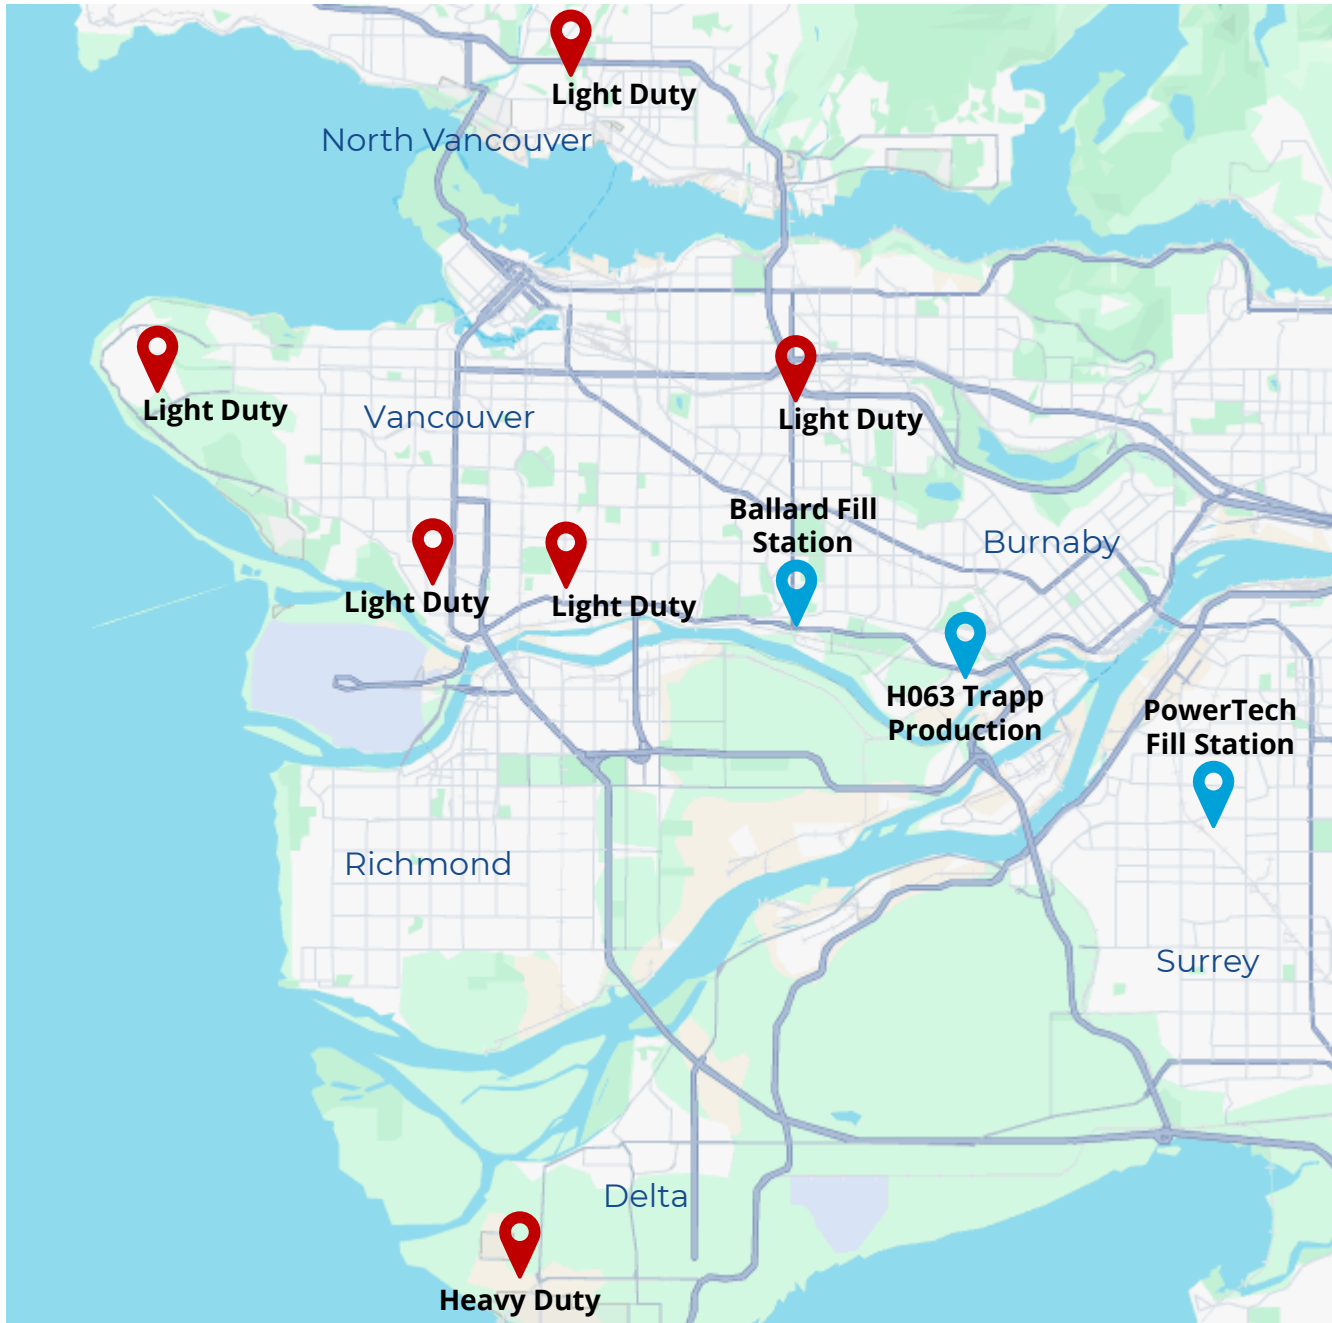 Light Duty
North Vancouver
Light Duty
Vancouver
Light Duty
Ballard Fill
Station
Burnaby
Light Duty
Light Duty
H063 Trapp
Production
PowerTech
Fill Station
Richmond
Surrey
Delta
Heavy Duty